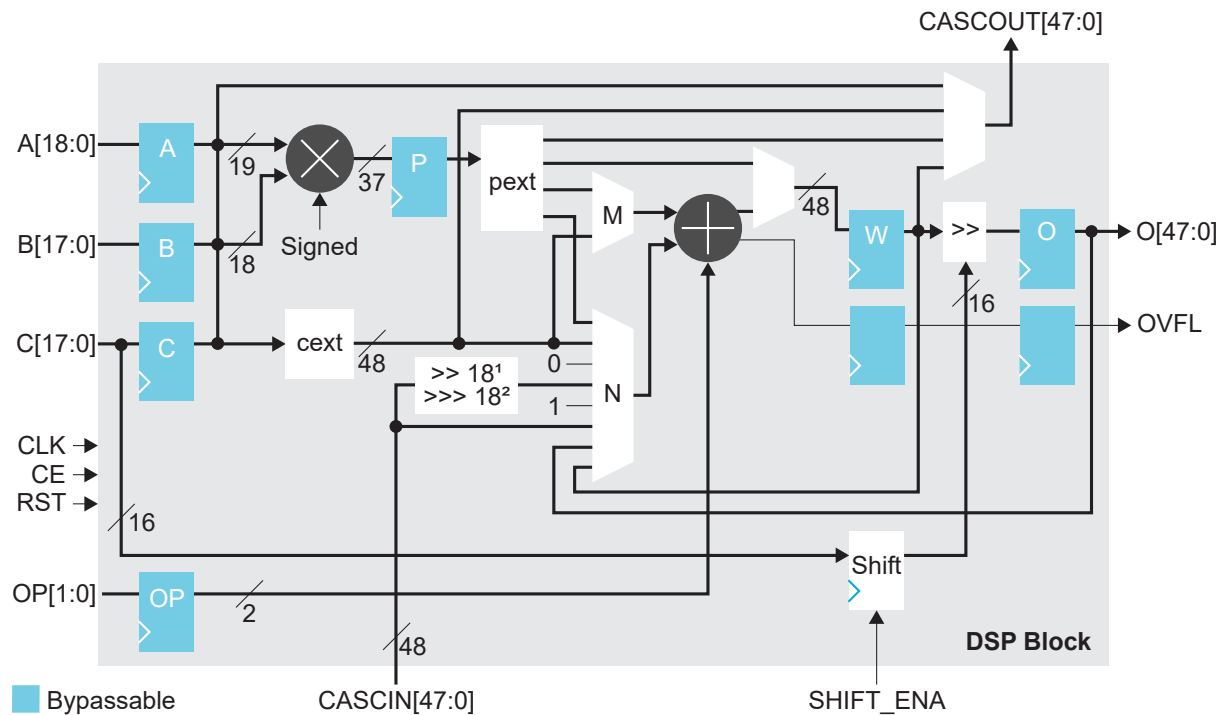 CASCOUT[47:0]
A[18:0]
A
19
P
37
pext
M
48
B[17:0]
B
18
Signed
W
>>
O
O[47:0]
16
C[17:0]
C
cext
48
0
>> 18¹
>>> 18²
1
N
OVFL
CLK
CE
RST
16
Shift
OP[1:0]
OP
2
48
DSP Block
Bypassable
CASCIN[47:0]
SHIFT_ENA